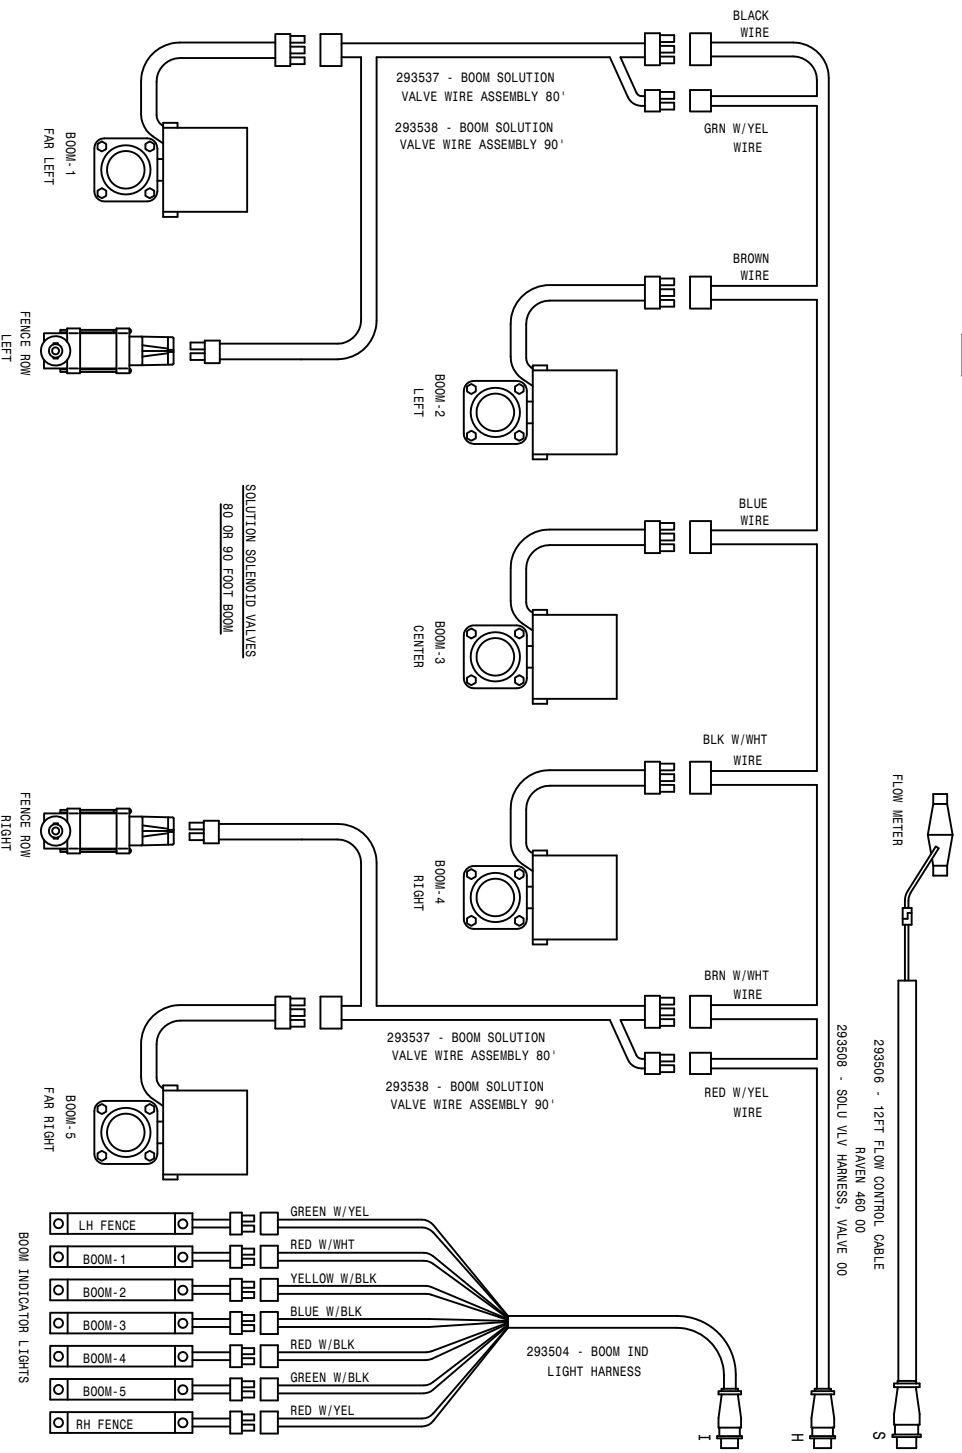 BLACK
WIRE
293537 - BOOM SOLUTION
VALVE WIRE ASSEMBLY 80'
293538 - BOOM SOLUTION
VALVE WIRE ASSEMBLY 90'
GRN W/YEL
WIRE
BOOM-1
FAR LEFT
BROWN
WIRE
FENCE ROW
LEFT
BOOM-2
LEFT
BLUE
WIRE
SOLUTION SOLENOID VALVES
80 OR 90 FOOT BOOM
BOOM-3
CENTER
BLK W/WHT
WIRE
FLOW METER
FENCE ROW
RIGHT
BOOM-4
RIGHT
BRN W/WHT
WIRE
293537 - BOOM SOLUTION
VALVE WIRE ASSEMBLY 80'
293538 - BOOM SOLUTION
VALVE WIRE ASSEMBLY 90'
RED W/YEL
WIRE
293506 - 12FT FLOW CONTROL CABLE
RAVEN 460 00
293508 - SOLU VLV HARNESS, VALVE 00
BOOM-5
FAR RIGHT
GREEN W/YEL
LH FENCE
RED W/WHT
BOOM-1
YELLOW W/BLK
BOOM-2
BLUE W/BLK
BOOM-3
RED W/BLK
BOOM-4
GREEN W/BLK
BOOM-5
RED W/YEL
RH FENCE
BOOM INDICATOR LIGHTS
293504 - BOOM IND
LIGHT HARNESS
I
H
S